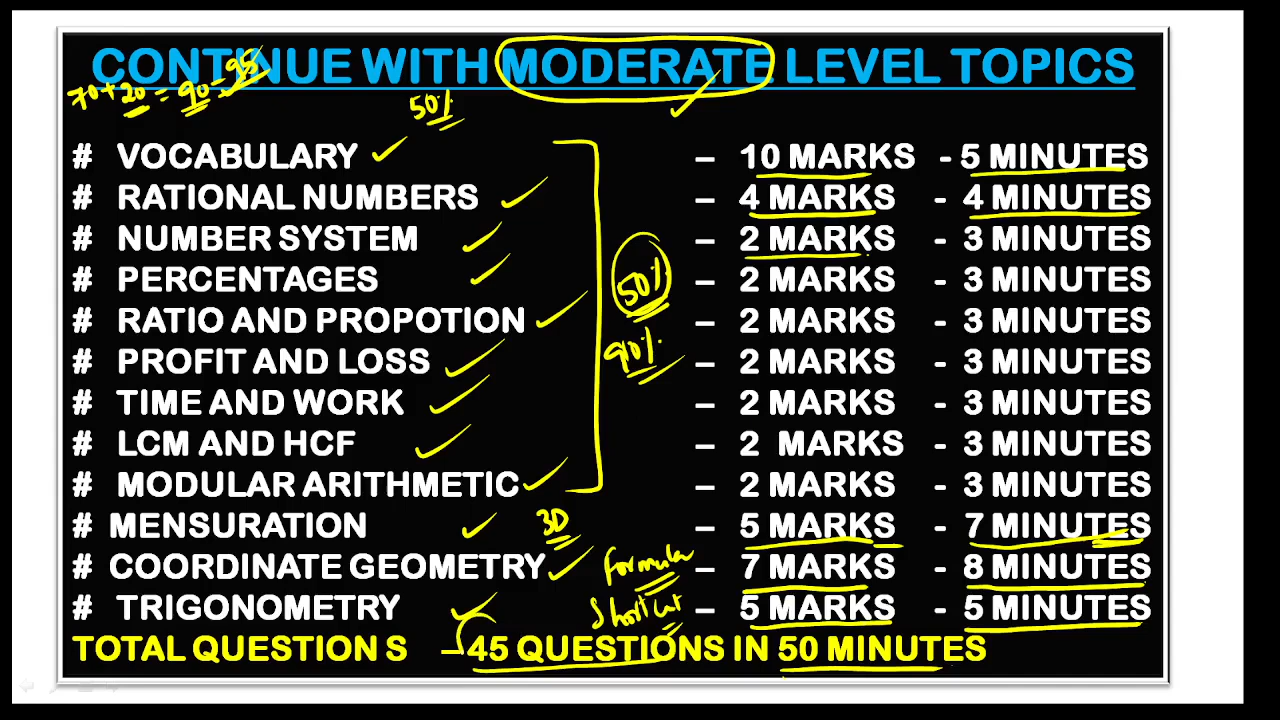 CONTINUE WITH MODERATE LEVEL TOPICS
70+20 = 90 - 95
50%
# VOCABULARY – 10 MARKS - 5 MINUTES
# RATIONAL NUMBERS – 4 MARKS - 4 MINUTES
# NUMBER SYSTEM – 2 MARKS - 3 MINUTES
# PERCENTAGES 50% – 2 MARKS - 3 MINUTES
# RATIO AND PROPOTION – 2 MARKS - 3 MINUTES
# PROFIT AND LOSS 90% – 2 MARKS - 3 MINUTES
# TIME AND WORK – 2 MARKS - 3 MINUTES
# LCM AND HCF – 2 MARKS - 3 MINUTES
# MODULAR ARITHMETIC – 2 MARKS - 3 MINUTES
# MENSURATION 3D – 5 MARKS - 7 MINUTES
# COORDINATE GEOMETRY Formula – 7 MARKS - 8 MINUTES
# TRIGONOMETRY Shortcut – 5 MARKS - 5 MINUTES
TOTAL QUESTION S – 45 QUESTIONS IN 50 MINUTES